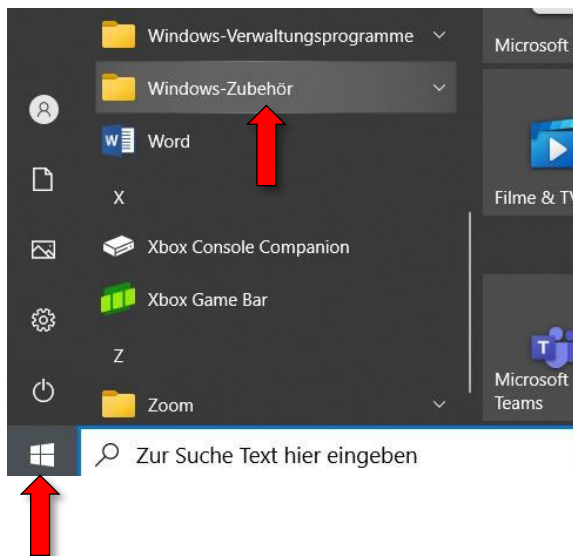 Windows-Verwaltungsprogramme
Microsoft
Windows-Zubehör
Word
X
Filme & TV
Xbox Console Companion
Xbox Game Bar
Z
Microsoft
Teams
Zoom
Zur Suche Text hier eingeben